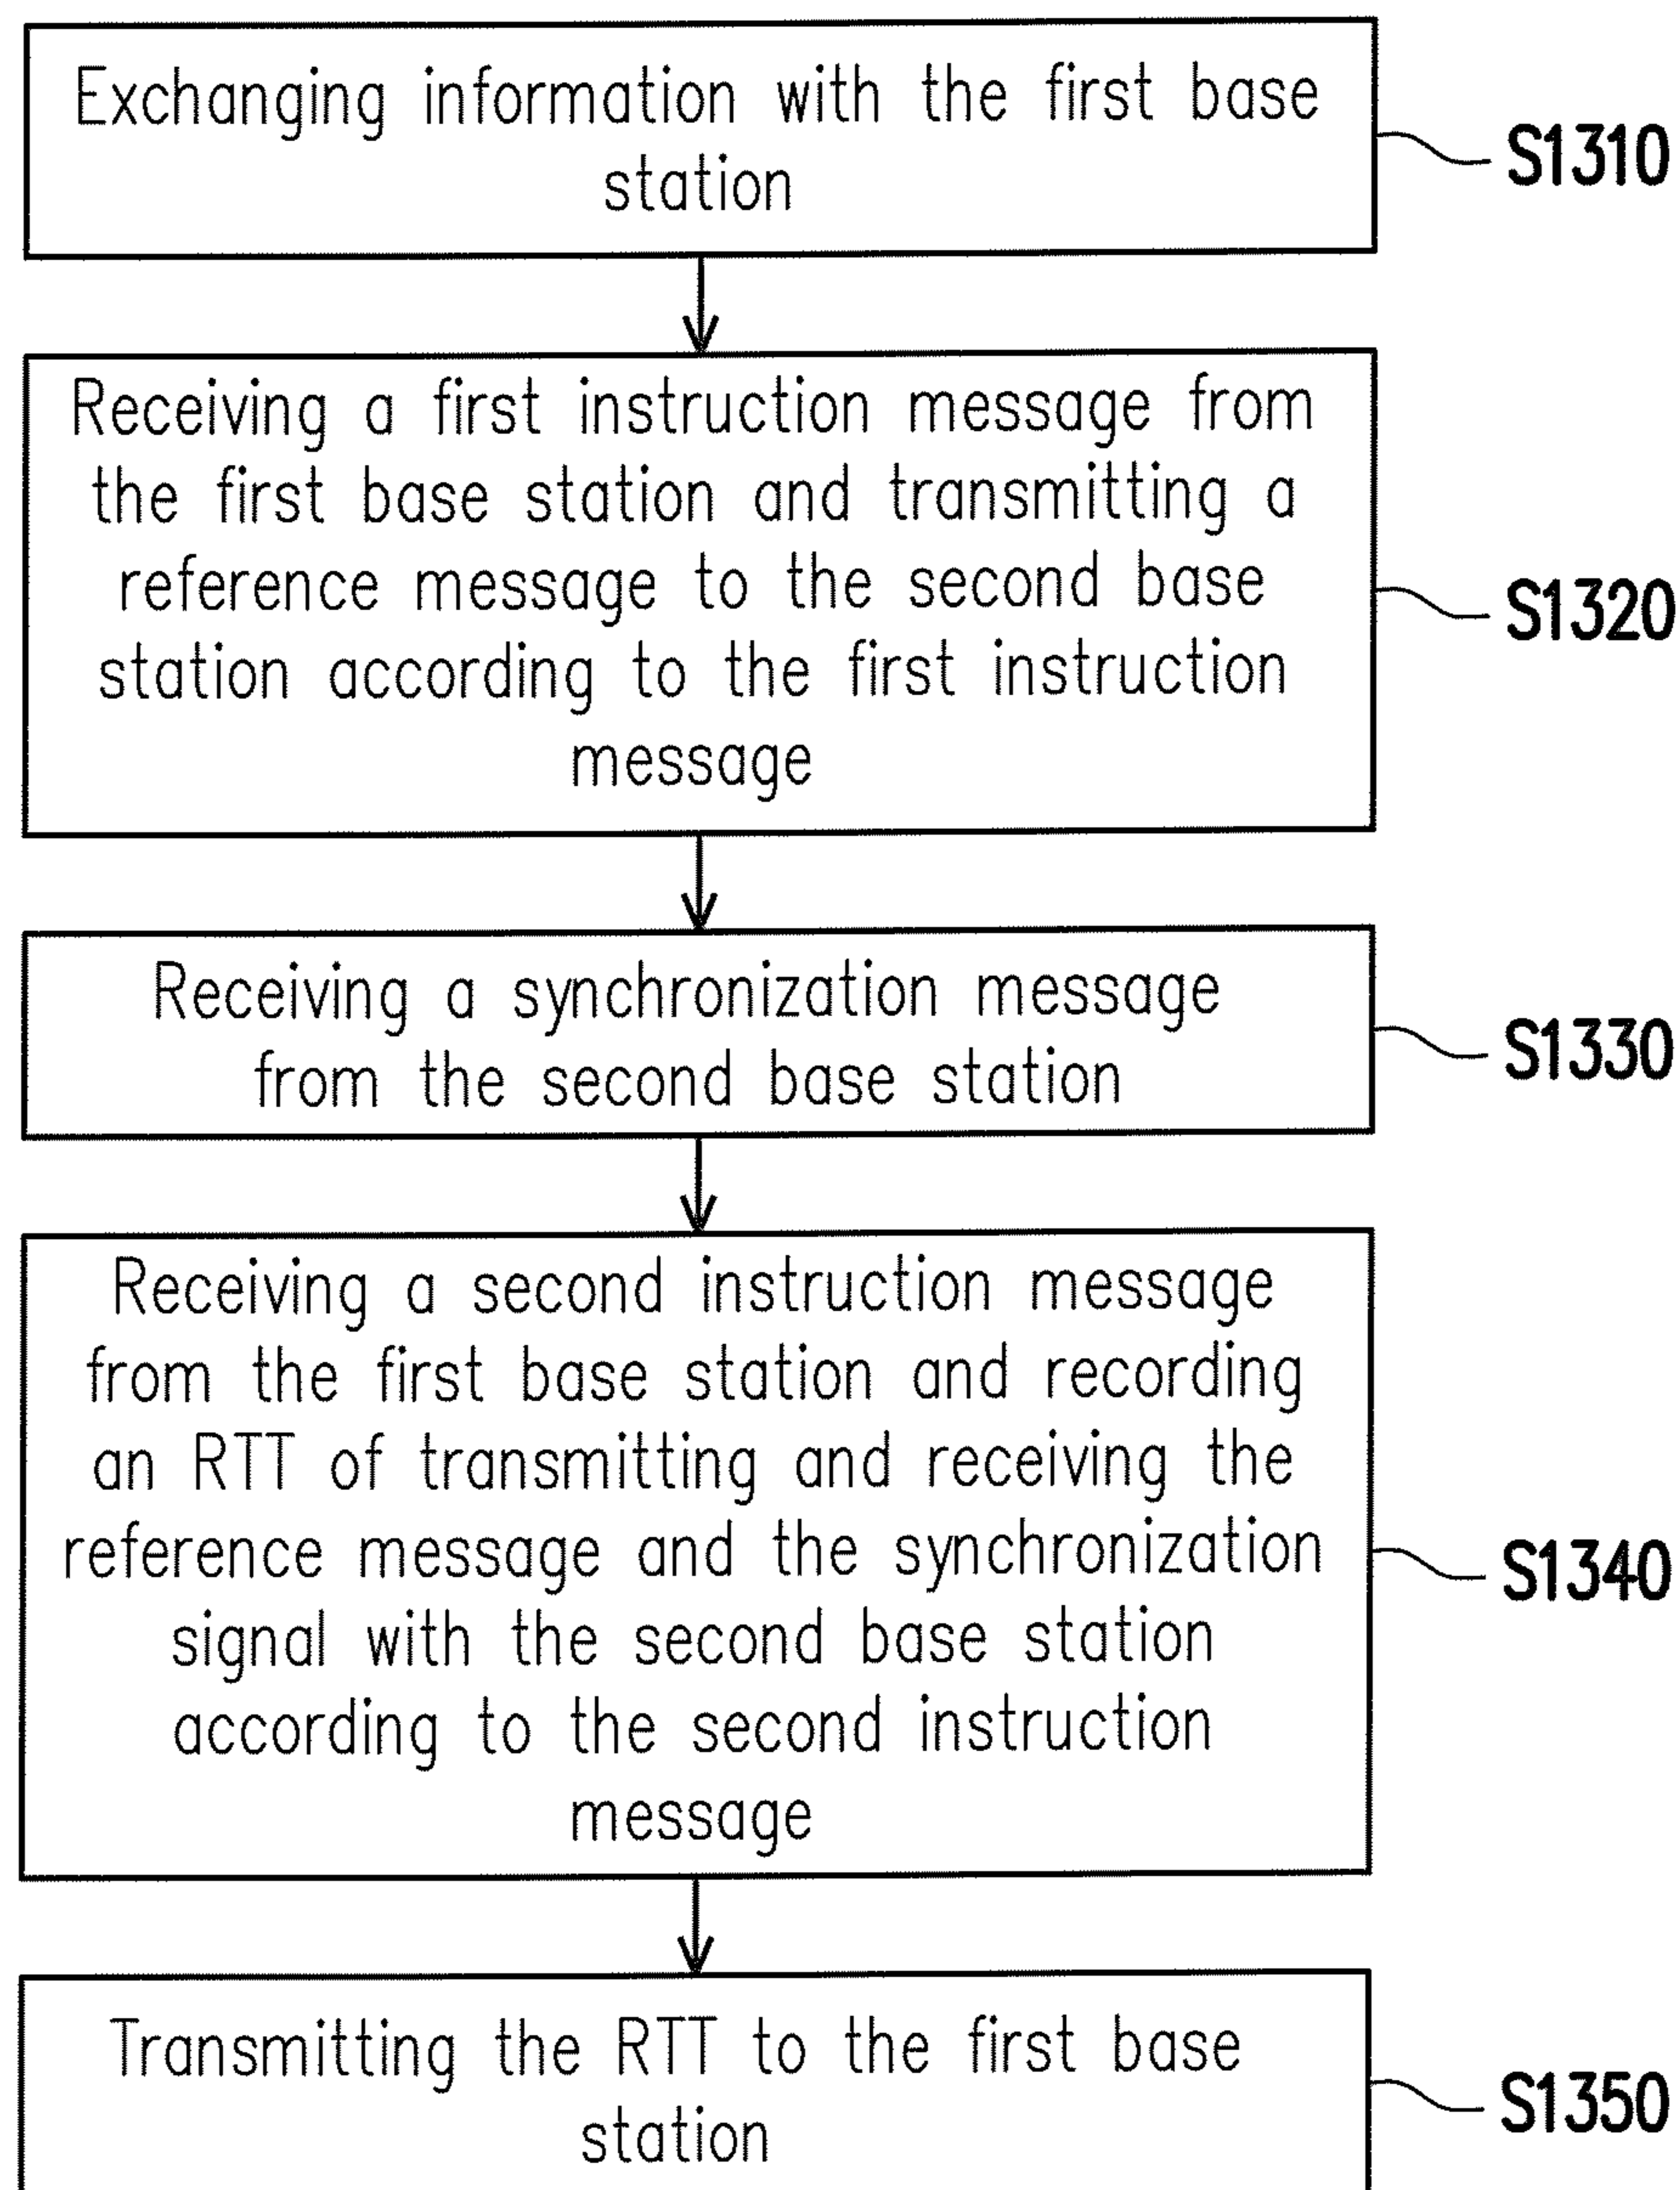 Exchanging information with the first base
station
S1310
Receiving a first instruction message from
the first base station and transmitting a
reference message to the second base
station according to the first instruction
message
S1320
Receiving a synchronization message
from the second base station
S1330
Receiving a second instruction message
from the first base station and recording
an RTT of transmitting and receiving the
reference message and the synchronization
signal with the second base station
according to the second instruction
message
S1340
Transmitting the RTT to the first base
station
S1350